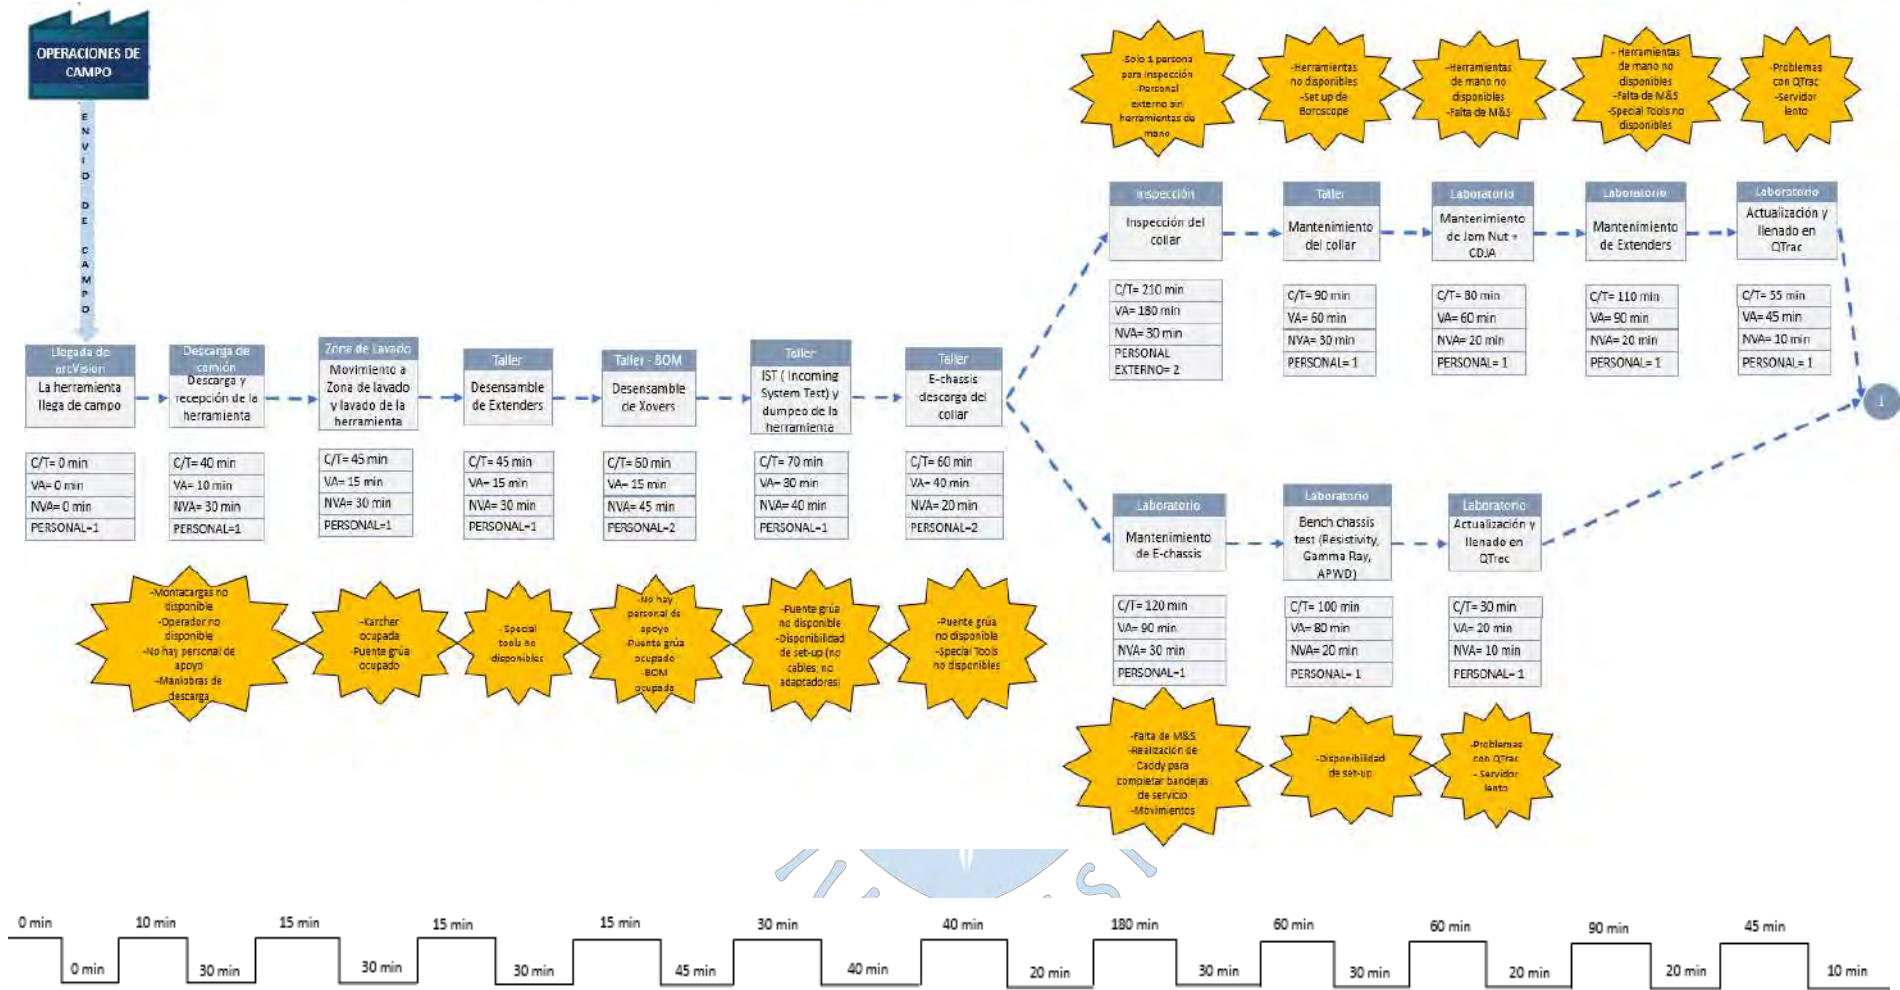 OPERACIONES DE
CAMPO
ENVIO DE CAMPO
Llegada de
arcVision
La herramienta
llega de campo
C/T= 0 min
VA= 0 min
NVA= 0 min
PERSONAL=1
Descarga de
camión
Descarga y
recepción de la
herramienta
C/T= 40 min
VA= 10 min
NVA= 30 min
PERSONAL=1
Zona de Lavado
Movimiento a
Zona de lavado
y lavado de la
herramienta
C/T= 45 min
VA= 15 min
NVA= 30 min
PERSONAL=1
Taller
Desensamble
de Extenders
C/T= 45 min
VA= 15 min
NVA= 30 min
PERSONAL=1
Taller - BOM
Desensamble
de Xovers
C/T= 60 min
VA= 15 min
NVA= 45 min
PERSONAL=2
Taller
IST ( Incoming
System Test) y
dumpeo de la
herramienta
C/T= 70 min
VA= 30 min
NVA= 40 min
PERSONAL=1
Taller
E-chassis
descarga del
collar
C/T= 60 min
VA= 40 min
NVA= 20 min
PERSONAL=2
-Montacargas no
disponible
-Operador no
disponible
-No hay personal de
apoyo
-Maniobras de
descarga
-Karcher
ocupada
-Puente grúa
ocupado
- Special
tools no
disponibles
-No hay
personal de
apoyo
-Puente grúa
ocupado
-BOM
ocupada
-Puente grúa
no disponible
-Disponibilidad
de set-up (no
cables, no
adaptadores)
-Puente grúa
no disponible
-Special Tools
no disponibles
-Solo 1 persona
para inspección
-Personal
externo sin
herramientas de
mano
-Herramientas
no disponibles
-Set up de
Boroscope
-Herramientas
de mano no
disponibles
-Falta de M&S
- Herramientas
de mano no
disponibles
-Falta de M&S
-Special Tools no
disponibles
-Problemas
con QTrac
-Servidor
lento
Inspección
Inspección del
collar
C/T= 210 min
VA= 180 min
NVA= 30 min
PERSONAL
EXTERNO= 2
Taller
Mantenimiento
del collar
C/T= 90 min
VA= 60 min
NVA= 30 min
PERSONAL= 1
Laboratorio
Mantenimiento
de Jam Nut +
CDJA
C/T= 80 min
VA= 60 min
NVA= 20 min
PERSONAL= 1
Laboratorio
Mantenimiento
de Extenders
C/T= 110 min
VA= 90 min
NVA= 20 min
PERSONAL= 1
Laboratorio
Actualización y
llenado en
QTrac
C/T= 55 min
VA= 45 min
NVA= 10 min
PERSONAL= 1
1
Laboratorio
Mantenimiento
de E-chassis
C/T= 120 min
VA= 90 min
NVA= 30 min
PERSONAL=1
Laboratorio
Bench chassis
test (Resistivity,
Gamma Ray,
APWD)
C/T= 100 min
VA= 80 min
NVA= 20 min
PERSONAL= 1
Laboratorio
Actualización y
llenado en
QTrac
C/T= 30 min
VA= 20 min
NVA= 10 min
PERSONAL= 1
-Falta de M&S
-Realización de
Caddy para
completar bandejas
de servicio
-Movimientos
-Disponibilidad
de set-up
-Problemas
con QTrac
- Servidor
lento
0 min 10 min 15 min 15 min 15 min 30 min 40 min 180 min 60 min 60 min 90 min 45 min
0 min 30 min 30 min 30 min 45 min 40 min 20 min 30 min 30 min 20 min 20 min 10 min